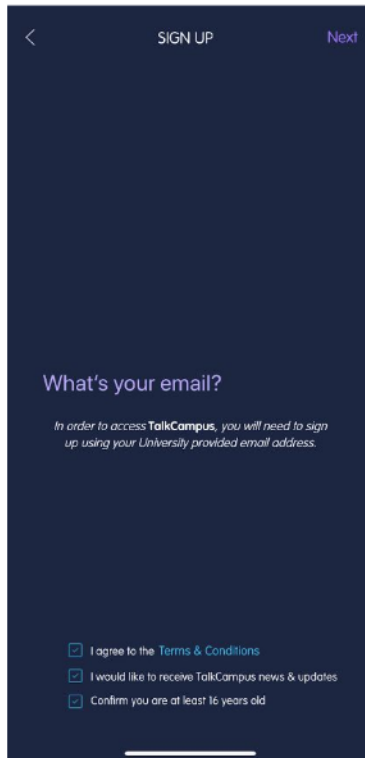 SIGN UP
Next
What's your email?
In order to access TalkCampus, you will need to sign
up using your University provided email address.
I agree to the Terms & Conditions
I would like to receive TalkCampus news & updates
Confirm you are at least 16 years old